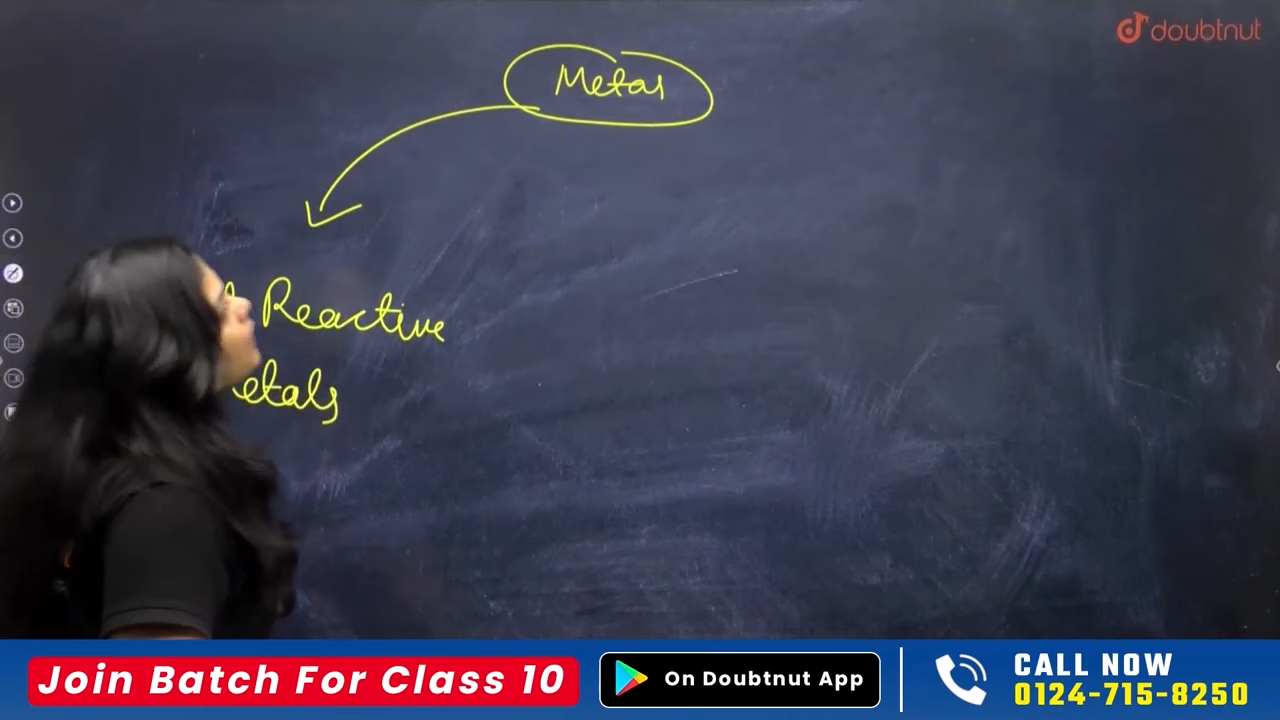 doubtnut
Metal
Reactive
etals
Join Batch For Class 10
On Doubtnut App
CALL NOW
0124-715-8250